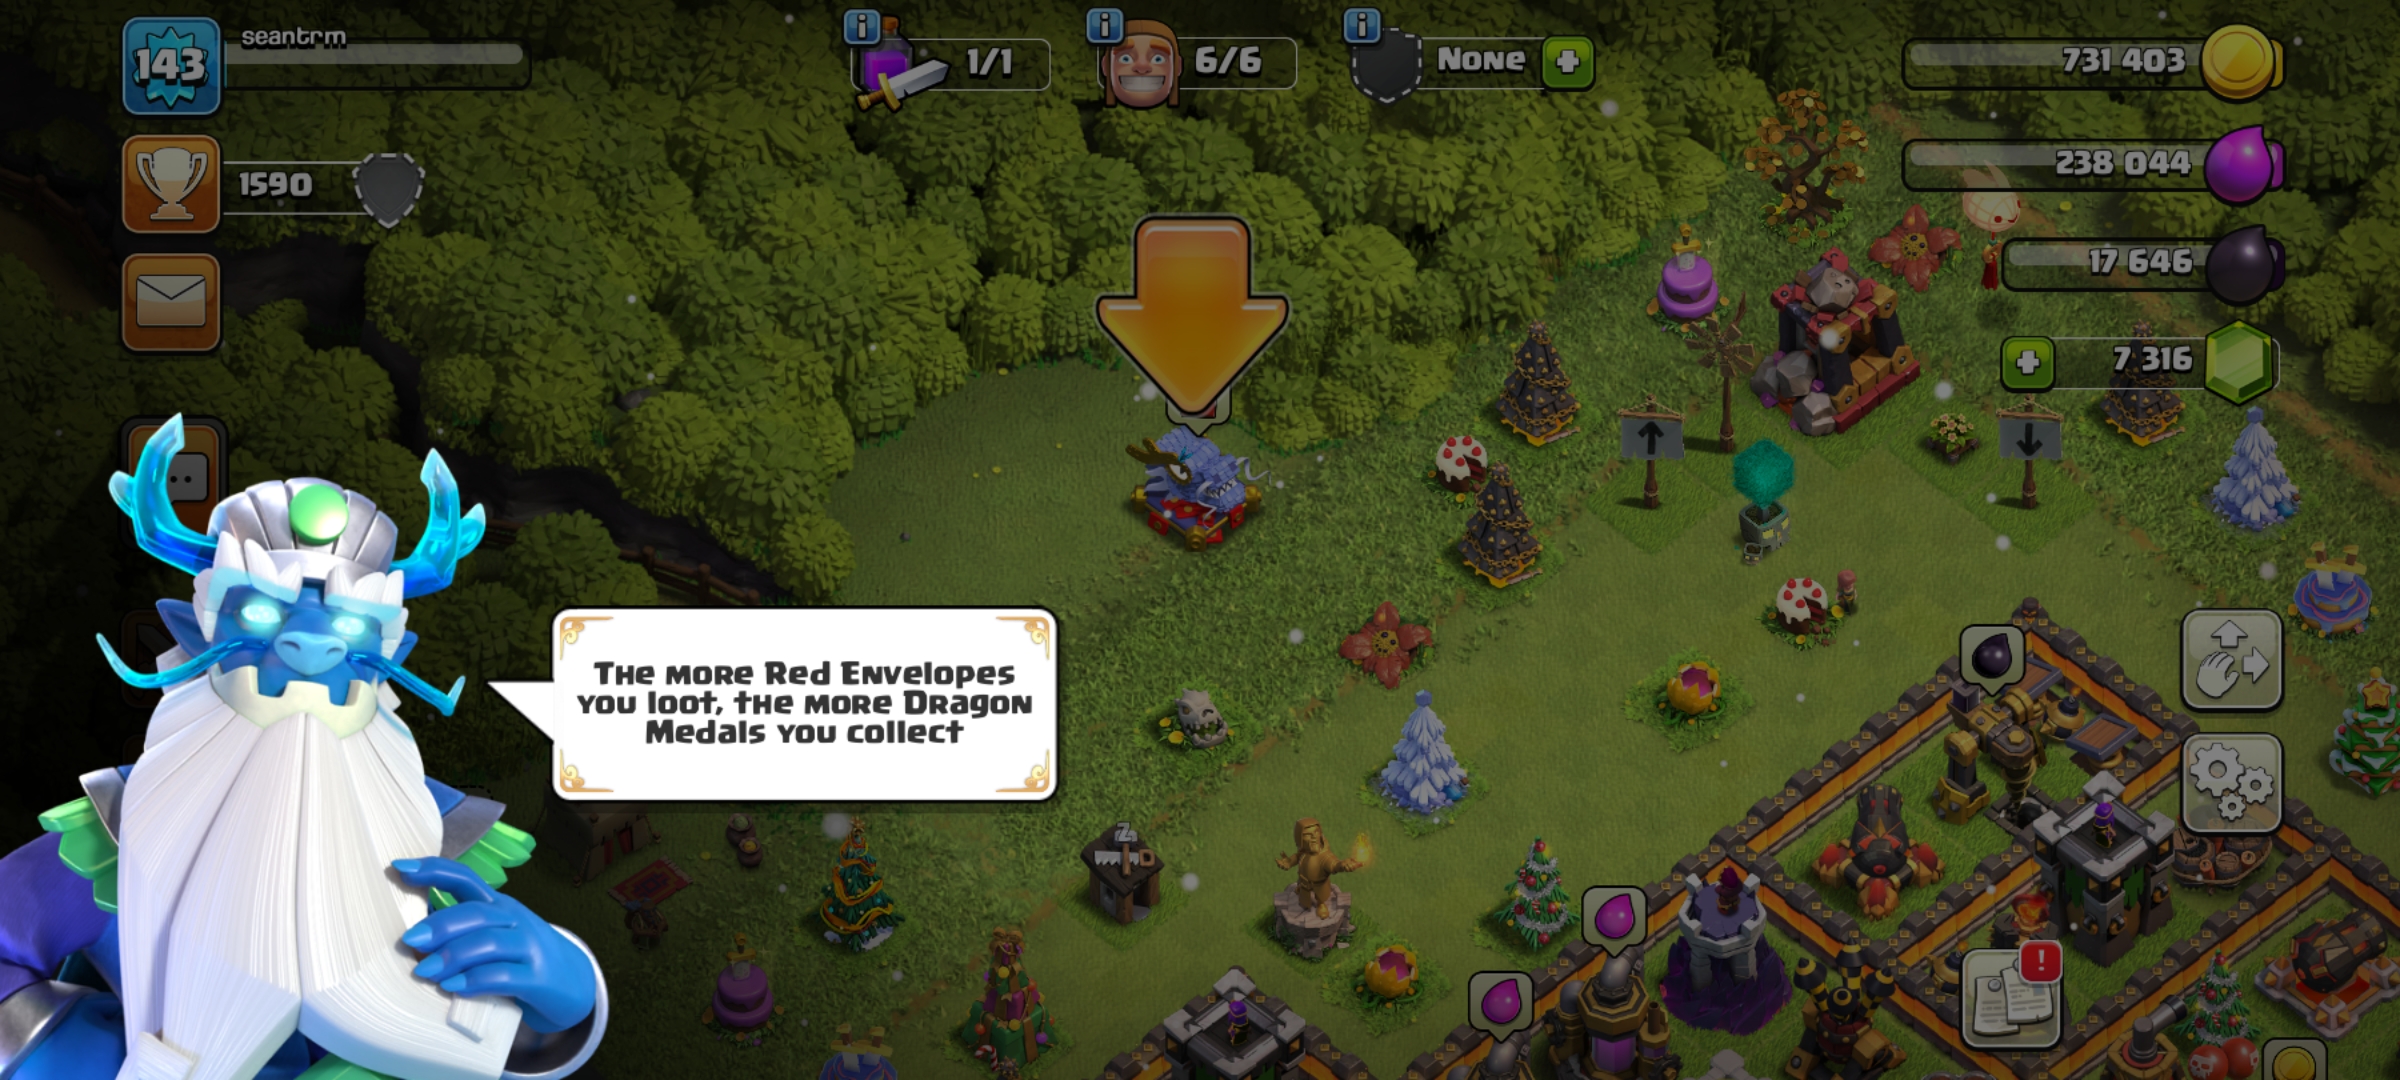 143
seantrm
1/1
6/6
None
731 403
1590
238 044
17 646
7 316
The more Red Envelopes
you loot, the more Dragon
Medals you collect
Z
!